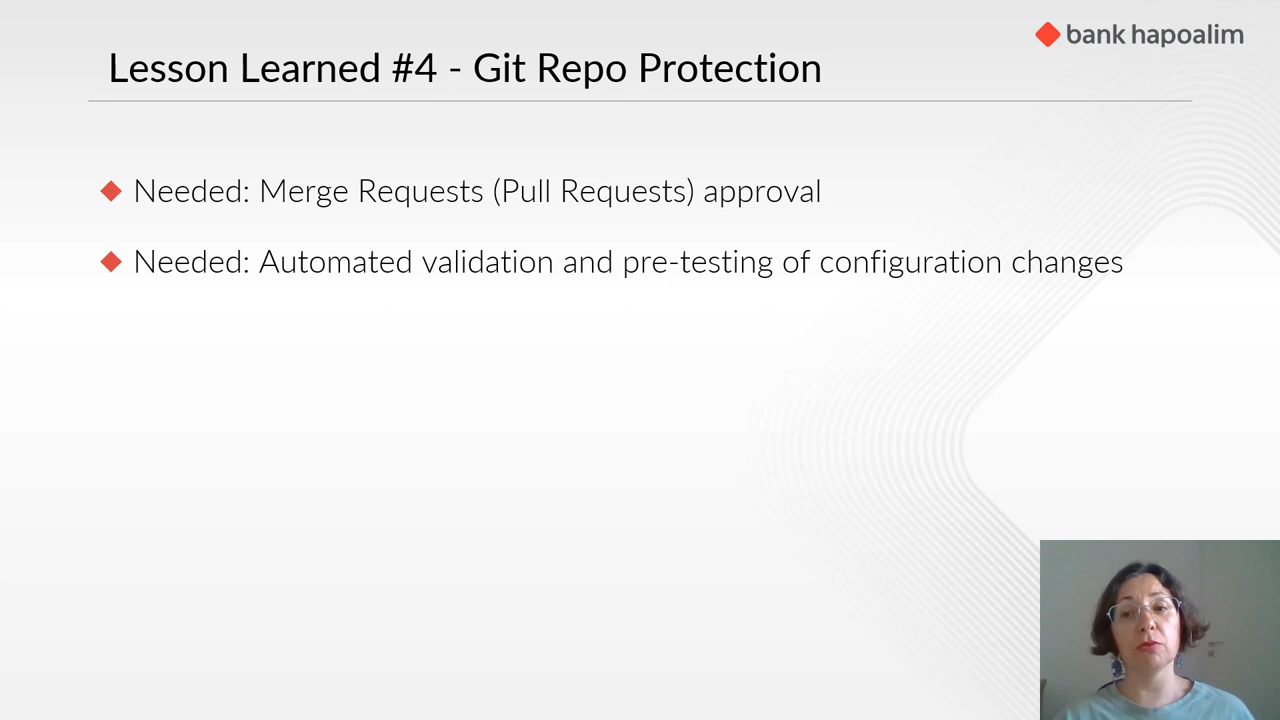 bank hapoalim
Lesson Learned #4 - Git Repo Protection
Needed: Merge Requests (Pull Requests) approval
Needed: Automated validation and pre-testing of configuration changes